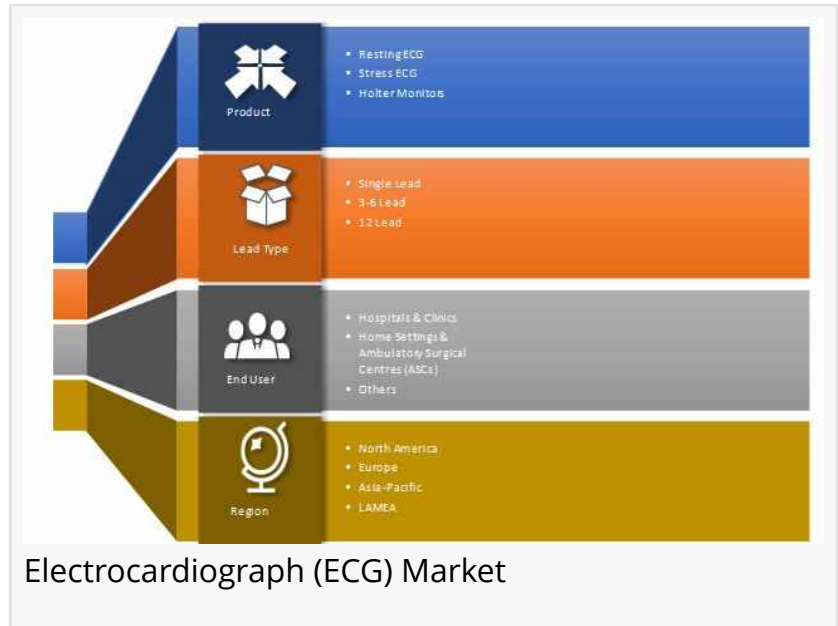 Product
▪ Resting ECG
▪ Stress ECG
▪ Holter Monitors
Lead Type
• Single Lead
• 3-6 Lead
• 12 Lead
End User
• Hospitals & Clinics
• Home Settings &
Ambulatory Surgical
Centres (ASCs)
• Others
Region
• North America
• Europe
• Asia-Pacific
• LAMEA
Electrocardiograph (ECG) Market